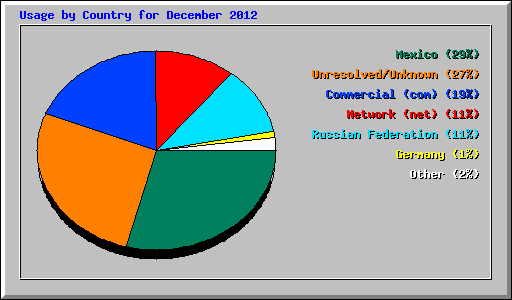 Usage by Country for December 2012
Mexico (29%)
Unresolved/Unknown (27%)
Commercial (com) (19%)
Network (net) (11%)
Russian Federation (11%)
Germany (1%)
Other (2%)